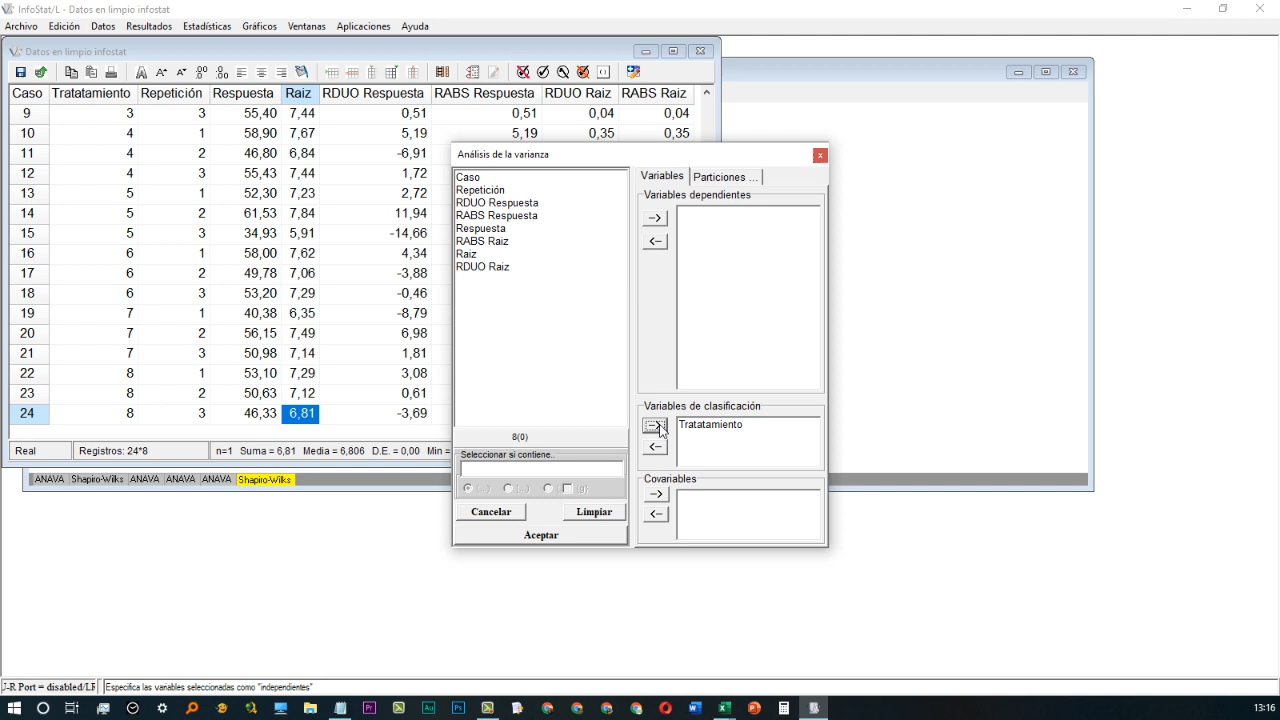 InfoStat/L - Datos en limpio infostat
Archivo Edición Datos Resultados Estadísticas Gráficos Ventanas Aplicaciones Ayuda
Datos en limpio infostat
Caso Tratatamiento Repetición Respuesta Raiz RDUO Respuesta RABS Respuesta RDUO Raiz RABS Raiz
9 3 3 55,40 7,44 0,51 0,51 0,04 0,04
10 4 1 58,90 7,67 5,19 5,19 0,35 0,35
11 4 2 46,80 6,84 -6,91
12 4 3 55,43 7,44 1,72
13 5 1 52,30 7,23 2,72
14 5 2 61,53 7,84 11,94
15 5 3 34,93 5,91 -14,66
16 6 1 58,00 7,62 4,34
17 6 2 49,78 7,06 -3,88
18 6 3 53,20 7,29 -0,46
19 7 1 40,38 6,35 -8,79
20 7 2 56,15 7,49 6,98
21 7 3 50,98 7,14 1,81
22 8 1 53,10 7,29 3,08
23 8 2 50,63 7,12 0,61
24 8 3 46,33 6,81 -3,69
Real Registros: 24*8 n=1 Suma = 6,81 Media = 6,806 D.E. = 0,00 Mín
ANAVA Shapiro-Wilks ANAVA ANAVA ANAVA Shapiro-Wilks
Análisis de la varianza
Caso
Repetición
RDUO Respuesta
RABS Respuesta
Respuesta
RABS Raiz
Raiz
RDUO Raiz
8(0)
Seleccionar si contiene..
(...) [...) ( {g}
Cancelar Limpiar
Aceptar
Variables Particiones ...
Variables dependientes
Variables de clasificación
Tratatamiento
Covariables
J-R Port = disabled/LF Especifica las variables seleccionadas como "independientes"
13:16